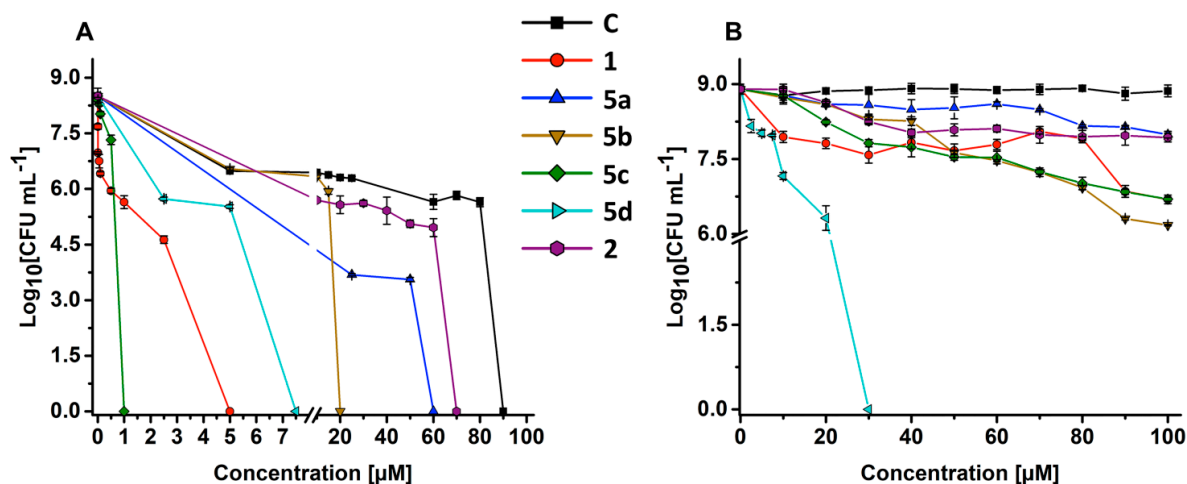 A
Log10[CFU mL-1]
9.0
7.5
6.0
4.5
3.0
1.5
0.0
0 1 2 3 4 5 6 7 20 40 60 80 100
Concentration [µM]
C
1
5a
5b
5c
5d
2
B
Log10[CFU mL-1]
9.0
7.5
6.0
1.5
0.0
0 20 40 60 80 100
Concentration [µM]